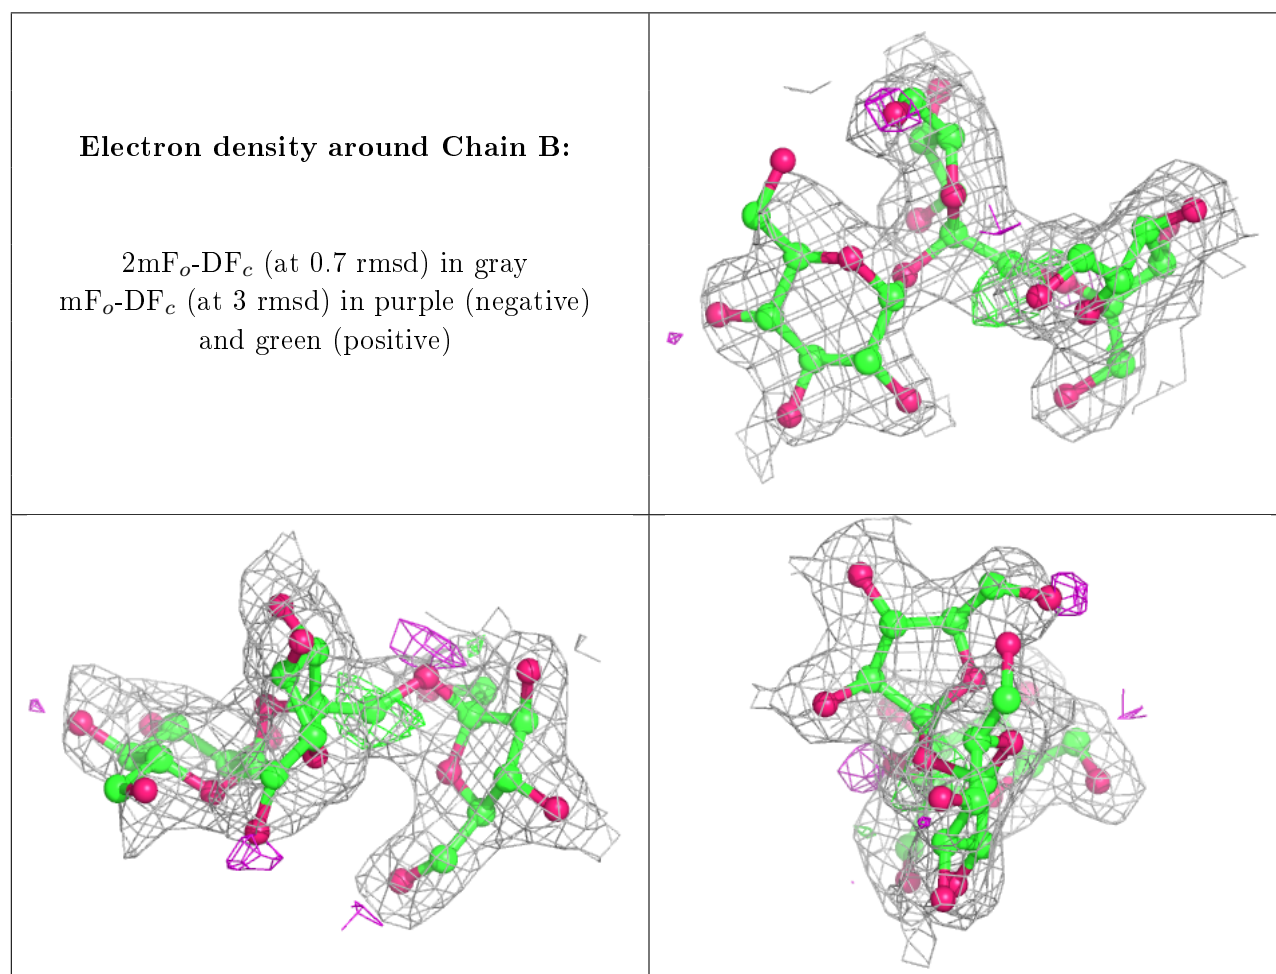 Electron density around Chain B:
2mFo-DFc (at 0.7 rmsd) in gray
mFo-DFc (at 3 rmsd) in purple (negative)
and green (positive)